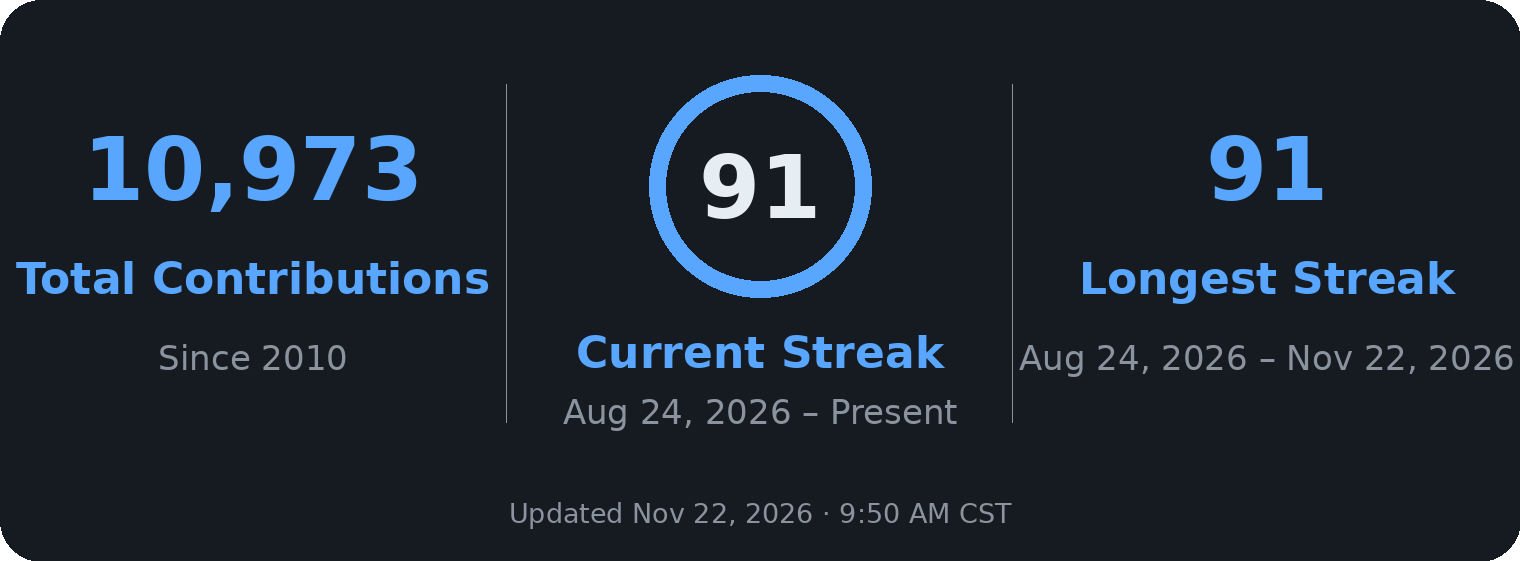 10,973
Total Contributions
Since 2010
91
Current Streak
Aug 24, 2026 – Present
91
Longest Streak
Aug 24, 2026 – Nov 22, 2026
Updated Nov 22, 2026 · 9:50 AM CST